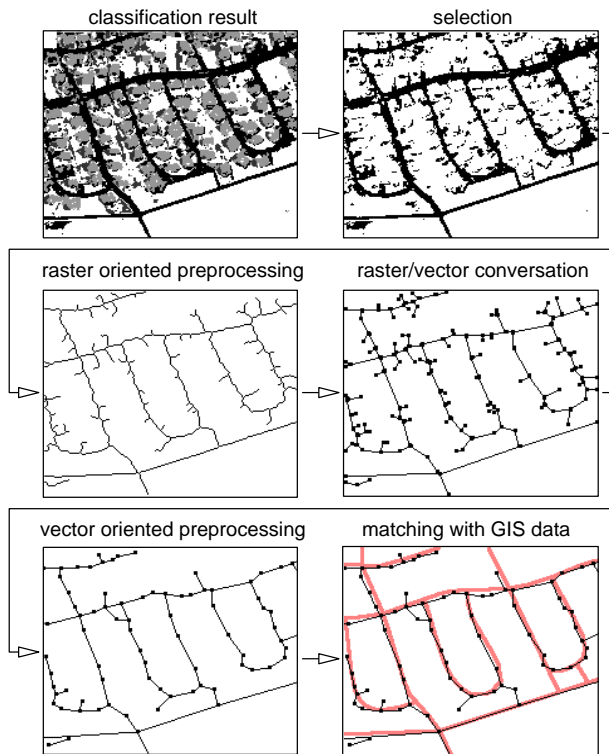 classification result
selection
raster oriented preprocessing
raster/vector conversation
vector oriented preprocessing
matching with GIS data